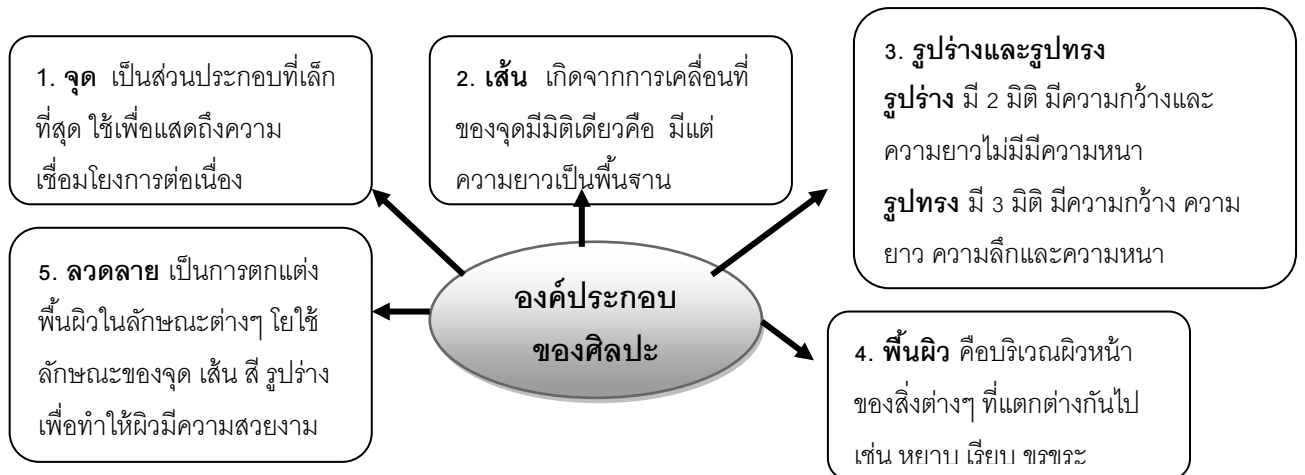 1. จุด เป็นส่วนประกอบที่เล็ก
ที่สุด ใช้เพื่อแสดถึงความ
เชื่อมโยงการต่อเนื่อง
2. เส้น เกิดจากการเคลื่อนที่
ของจุดมีมิติเดียวคือ มีแต่
ความยาวเป็นพื้นฐาน
3. รูปร่างและรูปทรง
รูปร่าง มี 2 มิติ มีความกว้างและ
ความยาวไม่มีมีความหนา
รูปทรง มี 3 มิติ มีความกว้าง ความ
ยาว ความลึกและความหนา
องค์ประกอบ
ของศิลปะ
4. พื้นผิว คือบริเวณผิวหน้า
ของสิ่งต่างๆ ที่แตกต่างกันไป
เช่น หยาบ เรียบ ขรุขระ
5. ลวดลาย เป็นการตกแต่ง
พื้นผิวในลักษณะต่างๆ โยใช้
ลักษณะของจุด เส้น สี รูปร่าง
เพื่อทำให้ผิวมีความสวยงาม